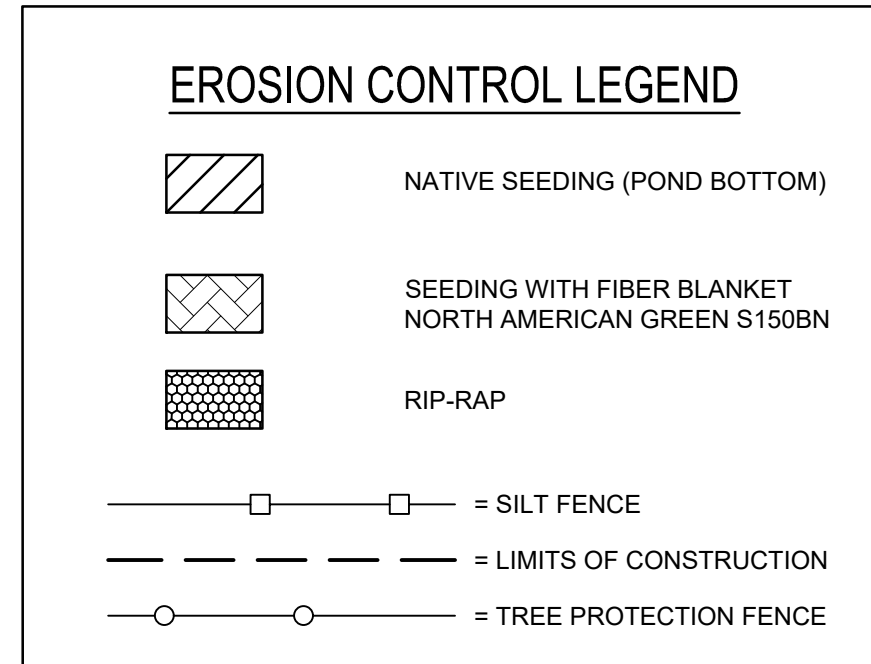 EROSION CONTROL LEGEND
NATIVE SEEDING (POND BOTTOM)
SEEDING WITH FIBER BLANKET
NORTH AMERICAN GREEN S150BN
RIP-RAP
= SILT FENCE
= LIMITS OF CONSTRUCTION
= TREE PROTECTION FENCE